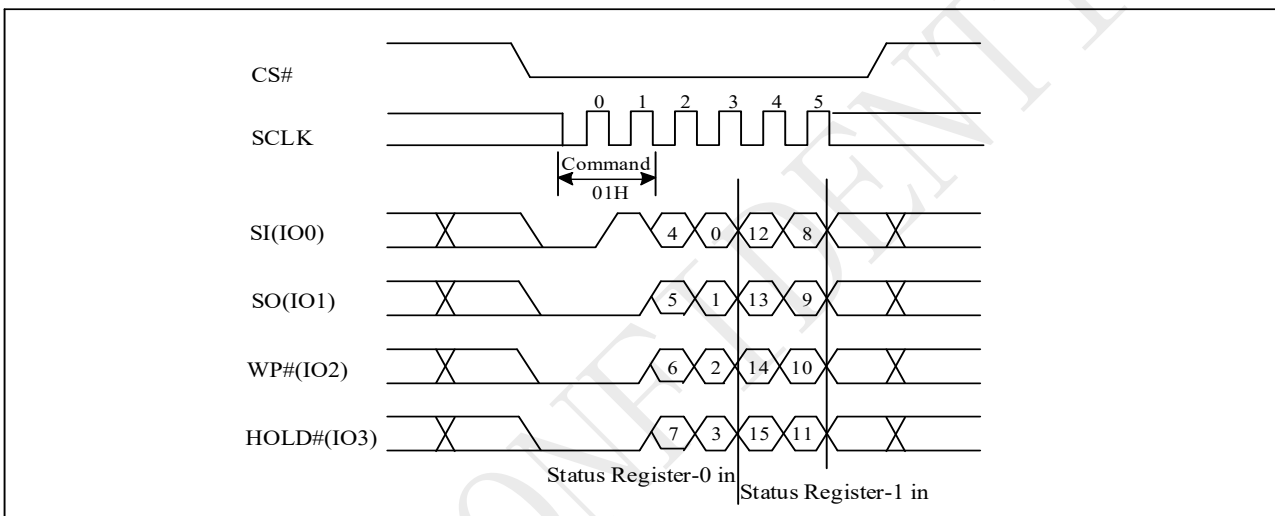 CS#
0 1 2 3 4 5
SCLK
Command
01H
SI(IO0) 4 0 12 8
SO(IO1) 5 1 13 9
WP#(IO2) 6 2 14 10
HOLD#(IO3) 7 3 15 11
Status Register-0 in
Status Register-1 in
ONFIDENT